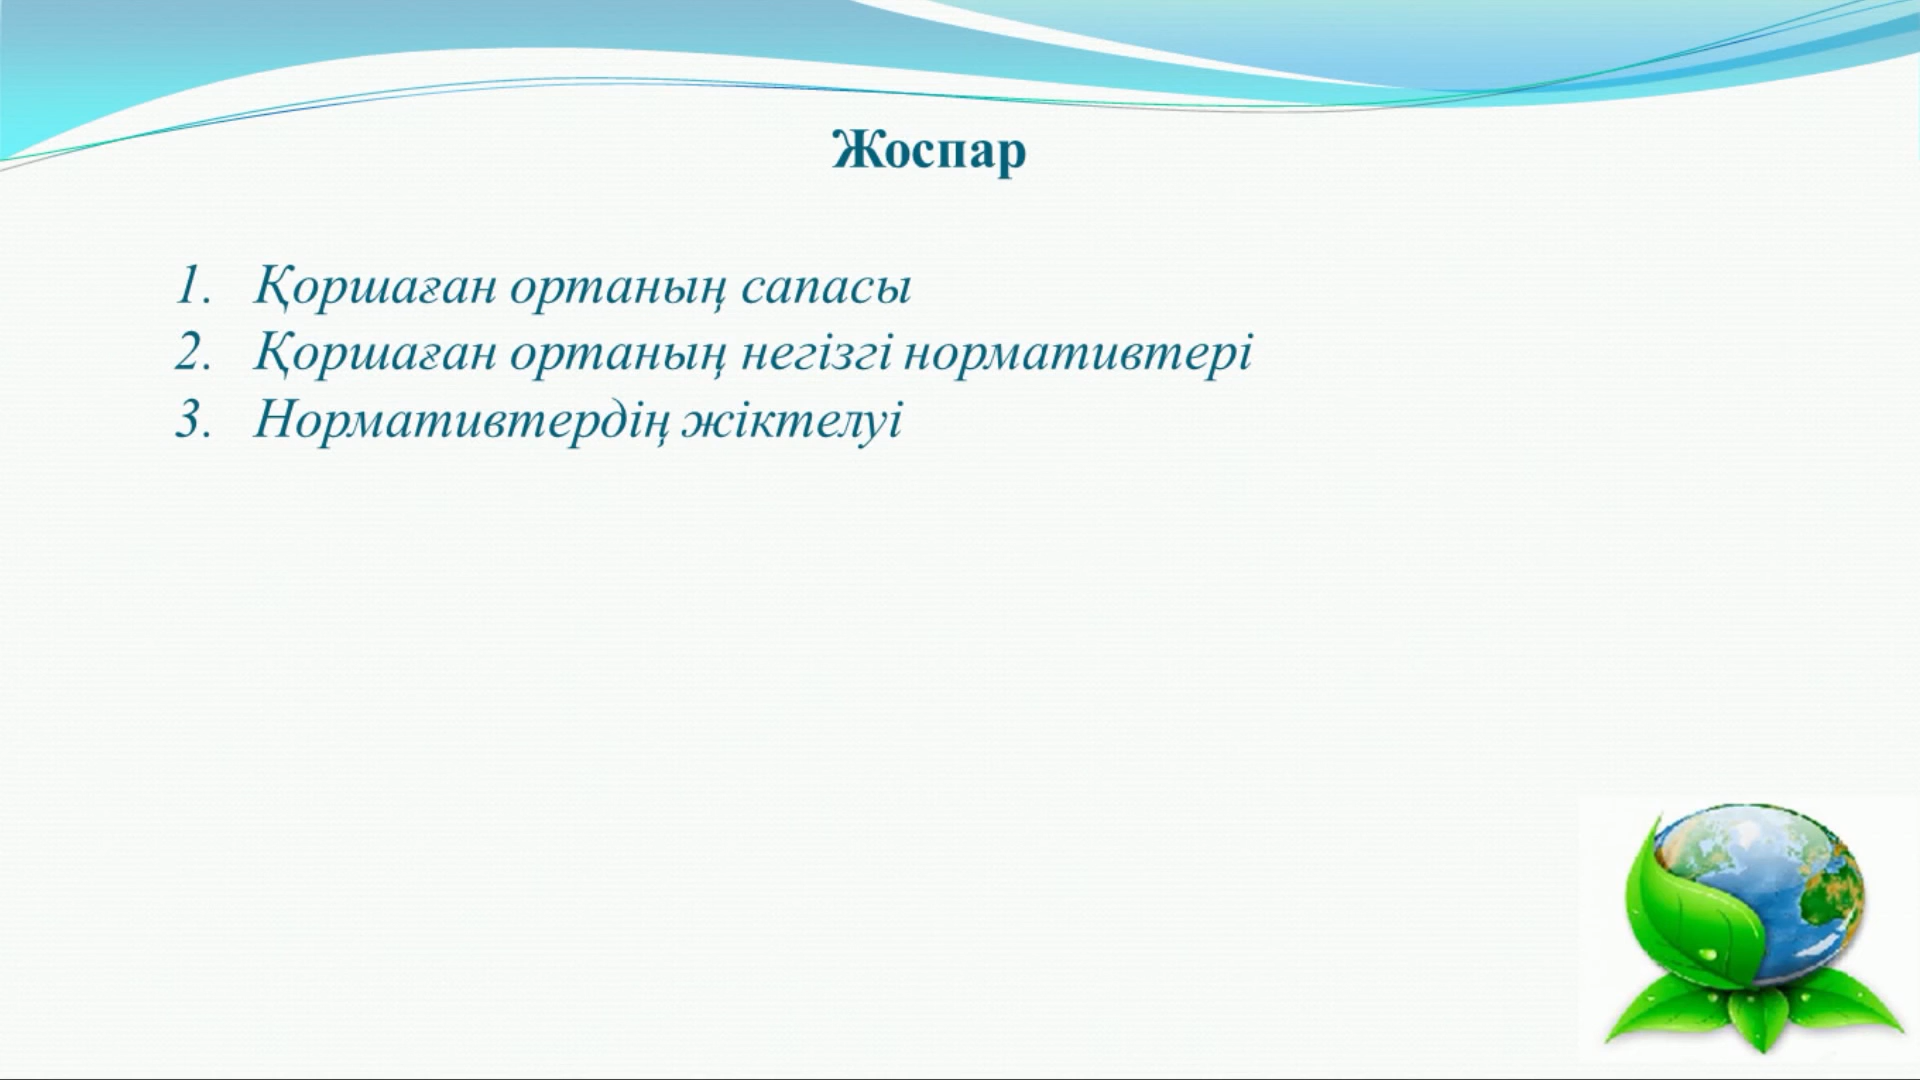 Жоспар
1. Қоршаған ортаның сапасы
2. Қоршаған ортаның негізгі нормативтері
3. Нормативтердің жіктелуі